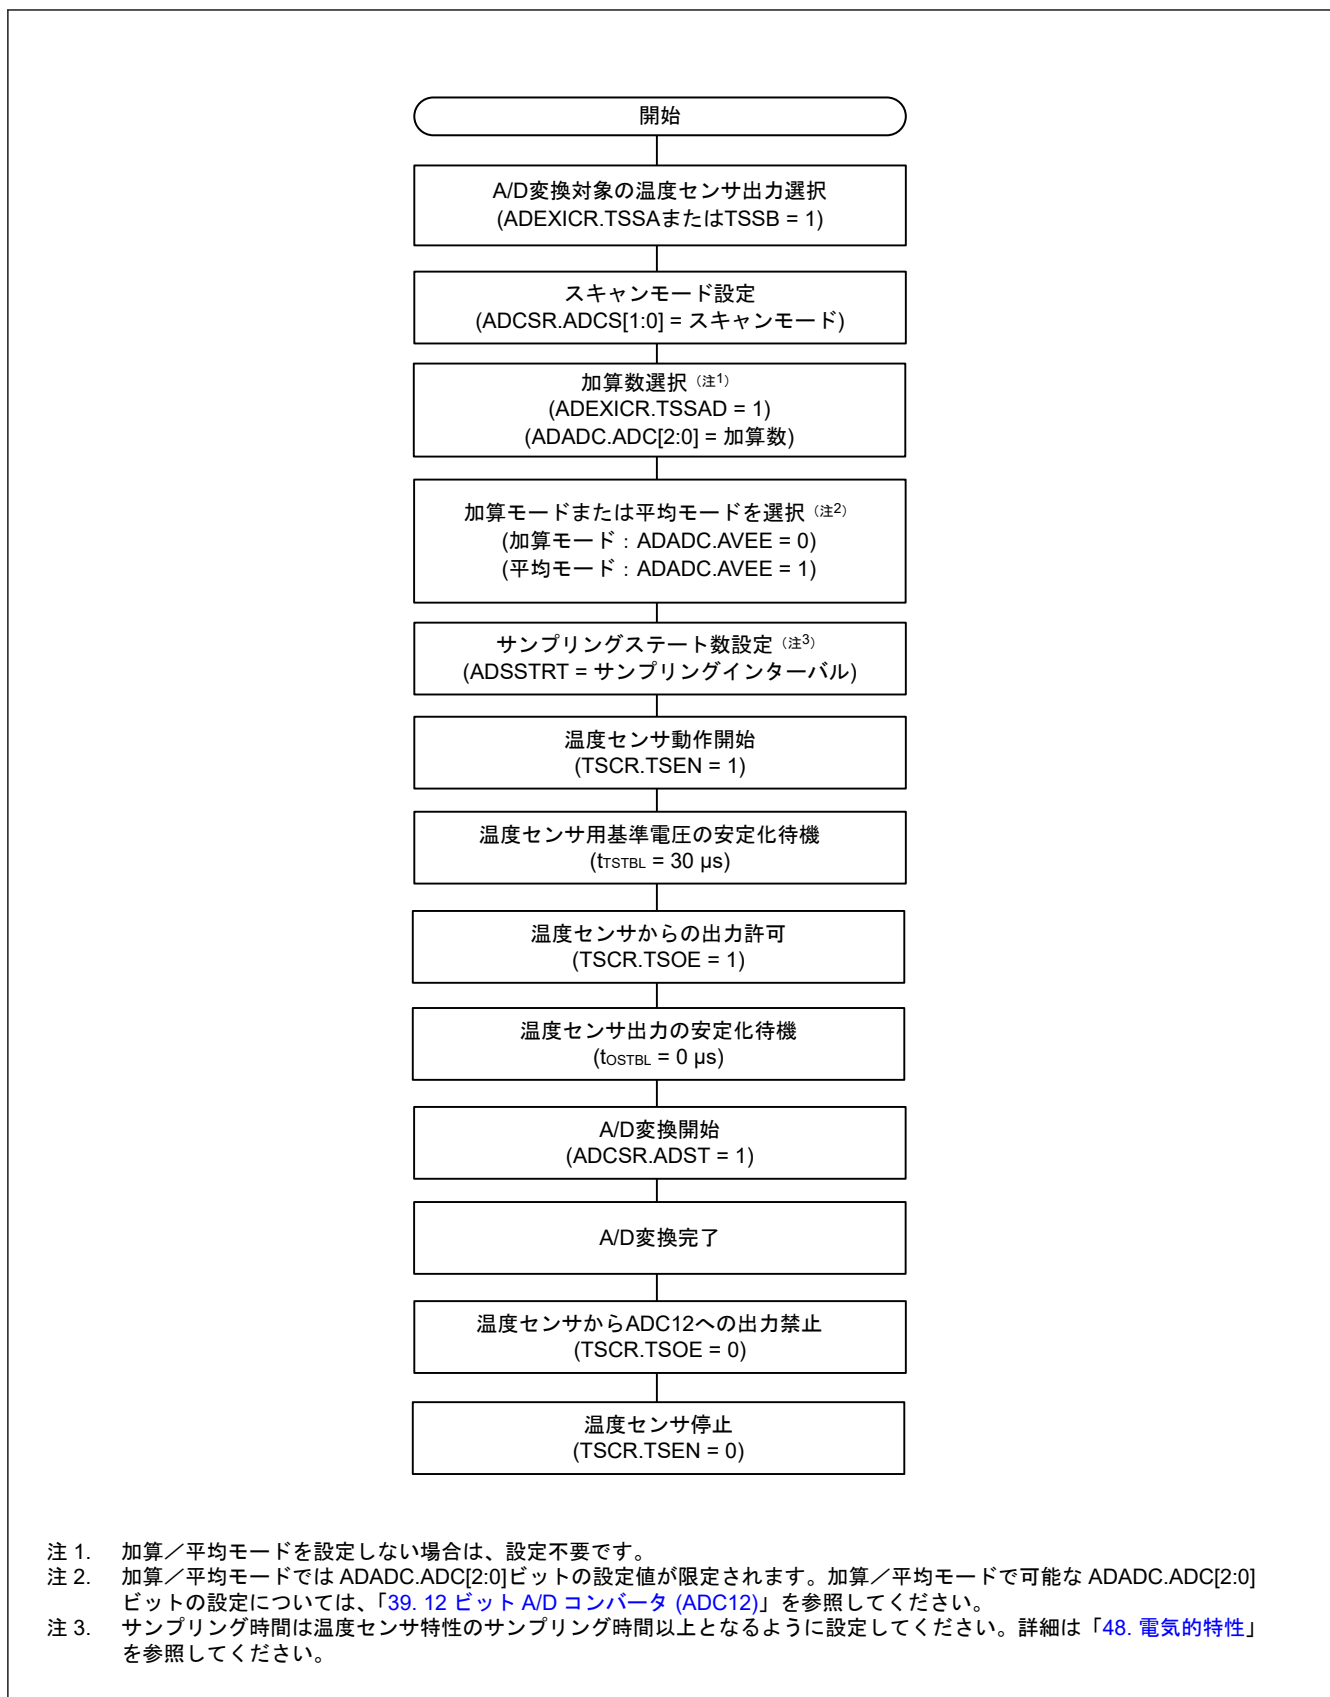 開始
A/D変換対象の温度センサ出力選択
(ADEXICR.TSSAまたはTSSB = 1)
スキャンモード設定
(ADCSR.ADCS[1:0] = スキャンモード)
加算数選択（注1）
(ADEXICR.TSSAD = 1)
(ADADC.ADC[2:0] = 加算数)
加算モードまたは平均モードを選択（注2）
(加算モード：ADADC.AVEE = 0)
(平均モード：ADADC.AVEE = 1)
サンプリングステート数設定（注3）
(ADSSTRT = サンプリングインターバル)
温度センサ動作開始
(TSCR.TSEN = 1)
温度センサ用基準電圧の安定化待機
(tTSTBL = 30 µs)
温度センサからの出力許可
(TSCR.TSOE = 1)
温度センサ出力の安定化待機
(tOSTBL = 0 µs)
A/D変換開始
(ADCSR.ADST = 1)
A/D変換完了
温度センサからADC12への出力禁止
(TSCR.TSOE = 0)
温度センサ停止
(TSCR.TSEN = 0)
注 1. 加算／平均モードを設定しない場合は、設定不要です。
注 2. 加算／平均モードでは ADADC.ADC[2:0]ビットの設定値が限定されます。加算／平均モードで可能な ADADC.ADC[2:0]
ビットの設定については、「39. 12 ビット A/D コンバータ (ADC12)」を参照してください。
注 3. サンプリング時間は温度センサ特性のサンプリング時間以上となるように設定してください。詳細は「48. 電気的特性」
を参照してください。